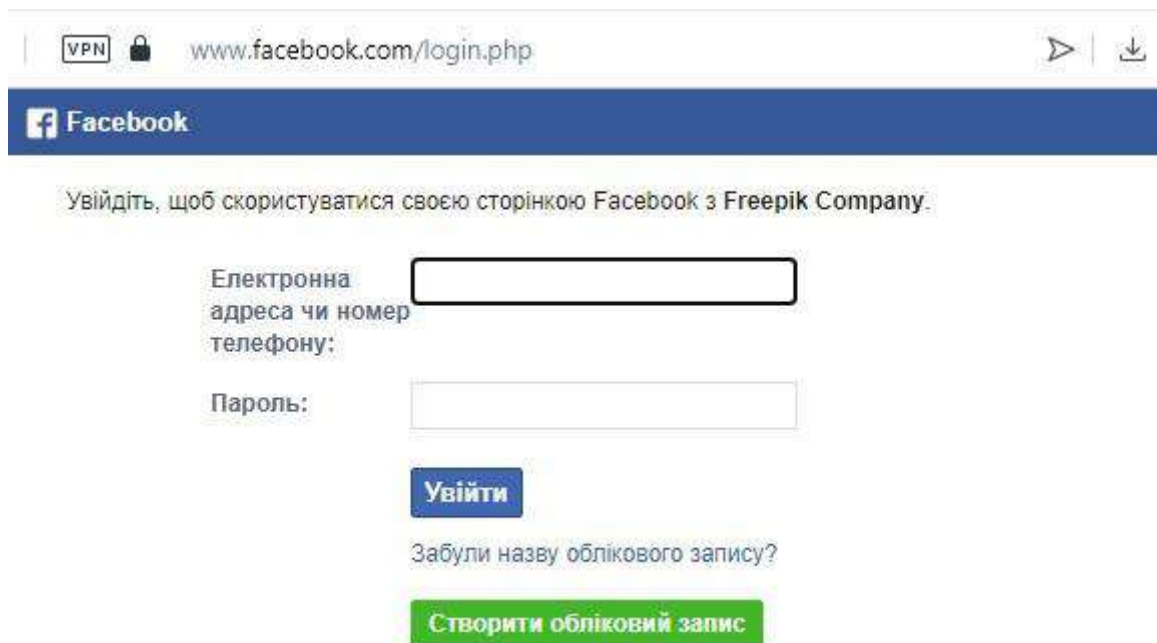 VPN www.facebook.com/login.php
Facebook
Увійдіть, щоб скористуватися своєю сторінкою Facebook з Freepik Company.
Електронна
адреса чи номер
телефону:
Пароль:
Увійти
Забули назву облікового запису?
Створити обліковий запис